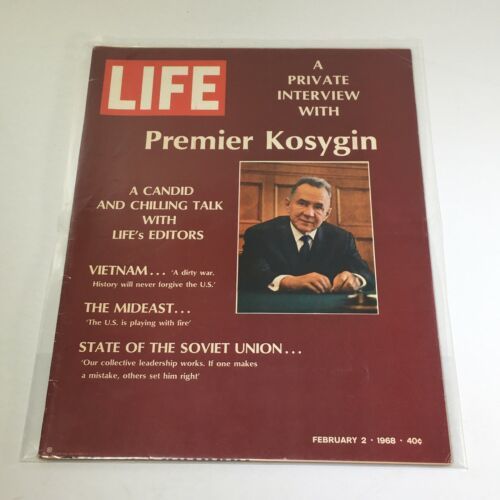 LIFE
A
PRIVATE
INTERVIEW
WITH
Premier Kosygin
A CANDID
AND CHILLING TALK
WITH
LIFE's EDITORS
VIETNAM... 'A dirty war.
History will never forgive the U.S.'
THE MIDEAST...
'The U.S. is playing with fire'
STATE OF THE SOVIET UNION...
'Our collective leadership works. If one makes
a mistake, others set him right'
FEBRUARY 2 · 1968 · 40¢